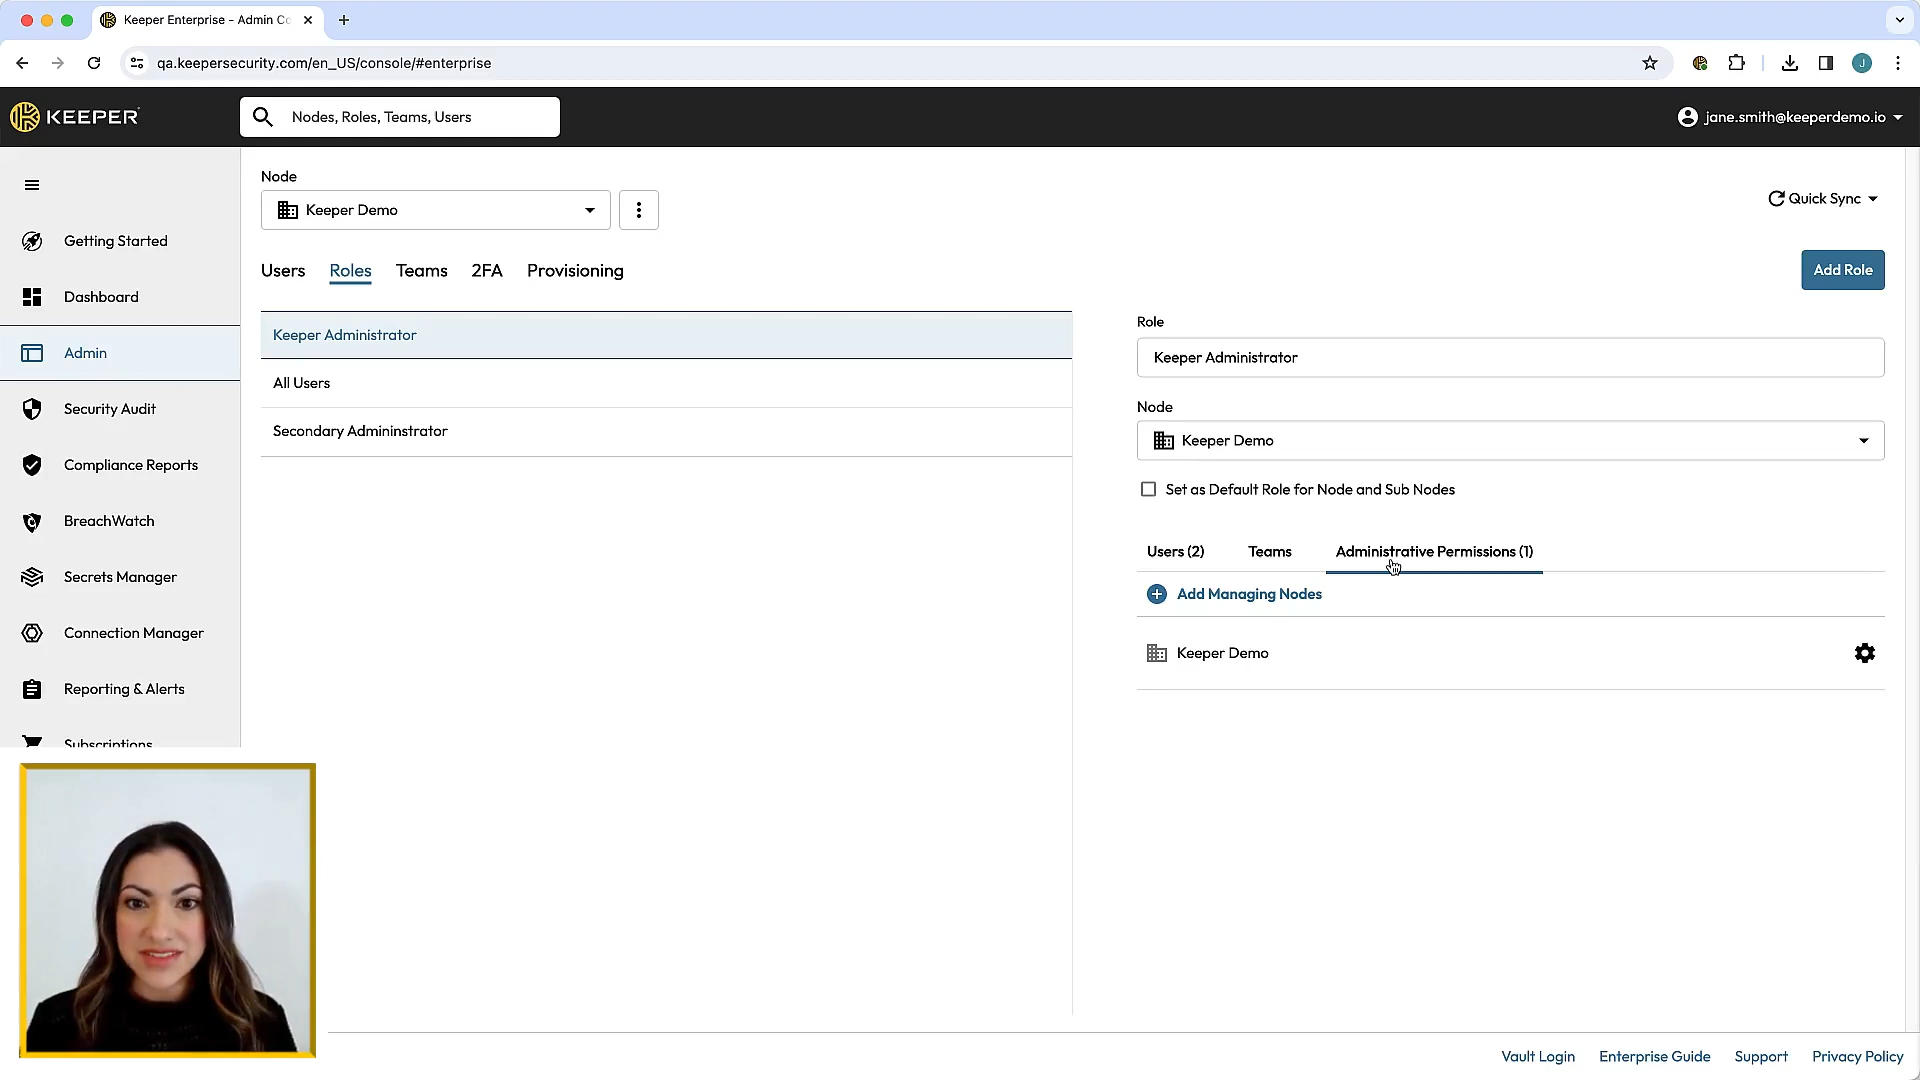 Keeper Enterprise - Admin Co
qa.keepersecurity.com/en_US/console/#enterprise
J
KEEPER
Nodes, Roles, Teams, Users
jane.smith@keeperdemo.io
Getting Started
Dashboard
Admin
Security Audit
Compliance Reports
BreachWatch
Secrets Manager
Connection Manager
Reporting & Alerts
Subscriptions
Node
Keeper Demo
Quick Sync
Users Roles Teams 2FA Provisioning
Add Role
Keeper Administrator
All Users
Secondary Admininstrator
Role
Keeper Administrator
Node
Keeper Demo
Set as Default Role for Node and Sub Nodes
Users (2) Teams Administrative Permissions (1)
Add Managing Nodes
Keeper Demo
Vault Login Enterprise Guide Support Privacy Policy